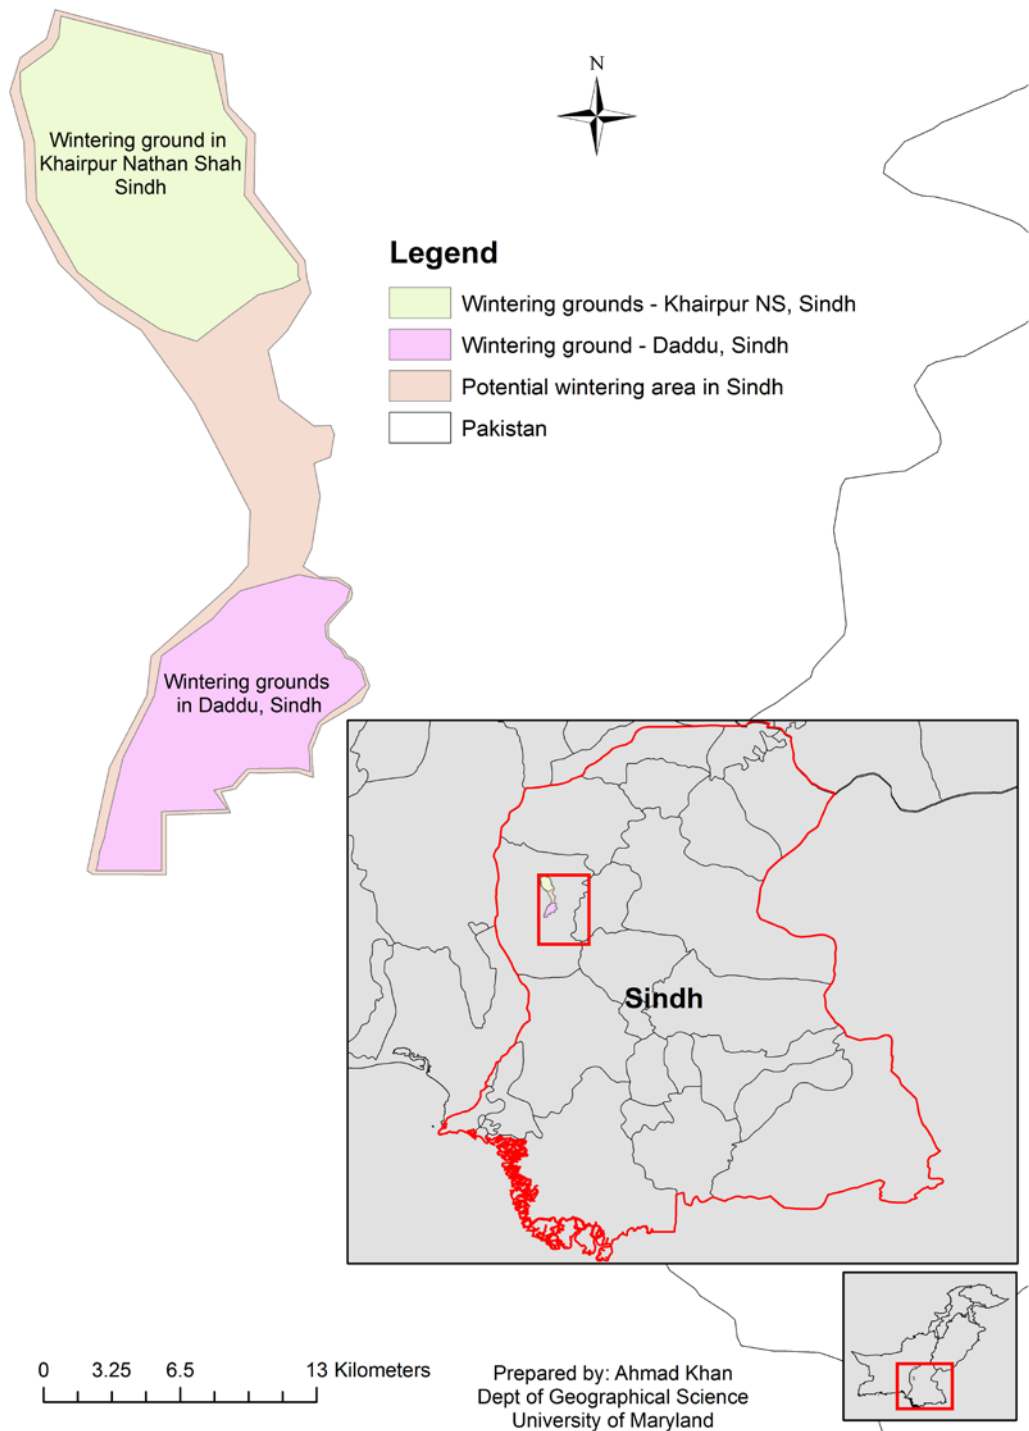 N
Wintering ground in
Khairpur Nathan Shah
Sindh
Legend
Wintering grounds - Khairpur NS, Sindh
Wintering ground - Daddu, Sindh
Potential wintering area in Sindh
Pakistan
Wintering grounds
in Daddu, Sindh
Sindh
0 3.25 6.5 13 Kilometers
Prepared by: Ahmad Khan
Dept of Geographical Science
University of Maryland